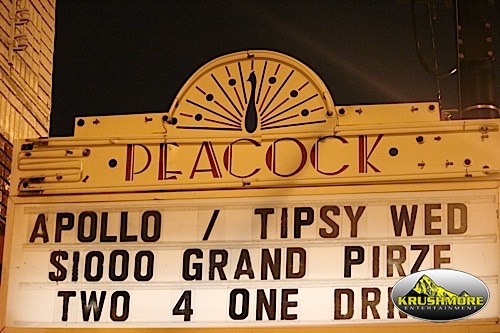 PEACOCK
APOLLO / TIPSY WED
$1000 GRAND PIRZE
TWO 4 ONE
KRUSHMORE
ENTERTAINMENT